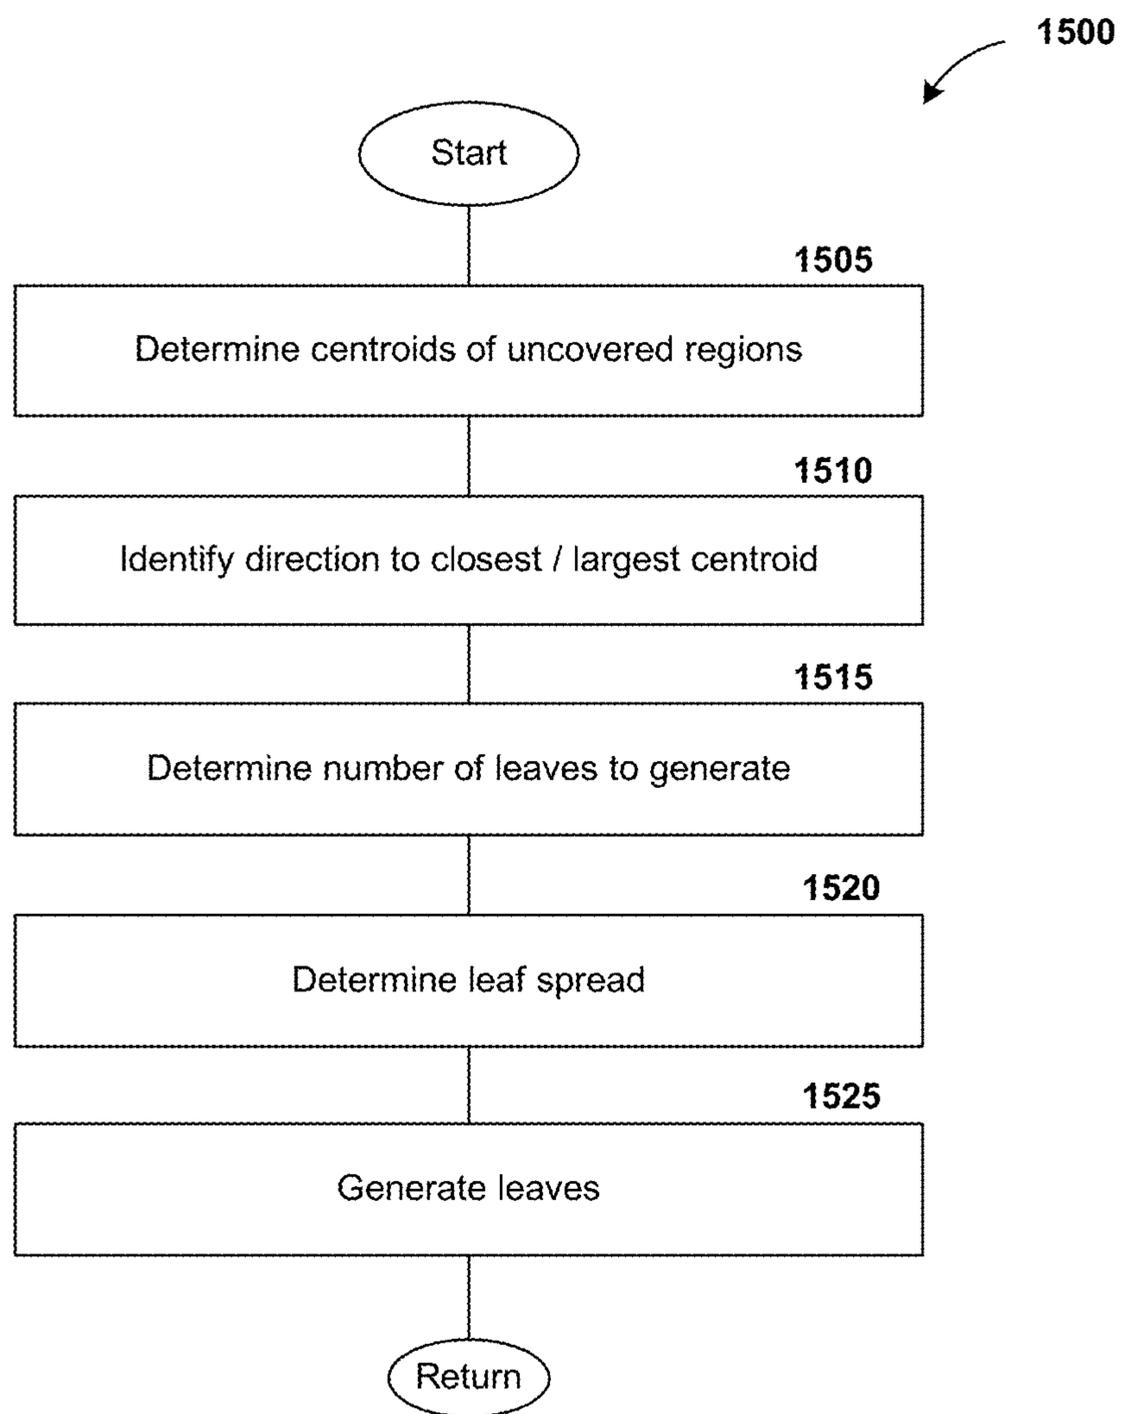 1500
Start
1505
Determine centroids of uncovered regions
1510
Identify direction to closest / largest centroid
1515
Determine number of leaves to generate
1520
Determine leaf spread
1525
Generate leaves
Return